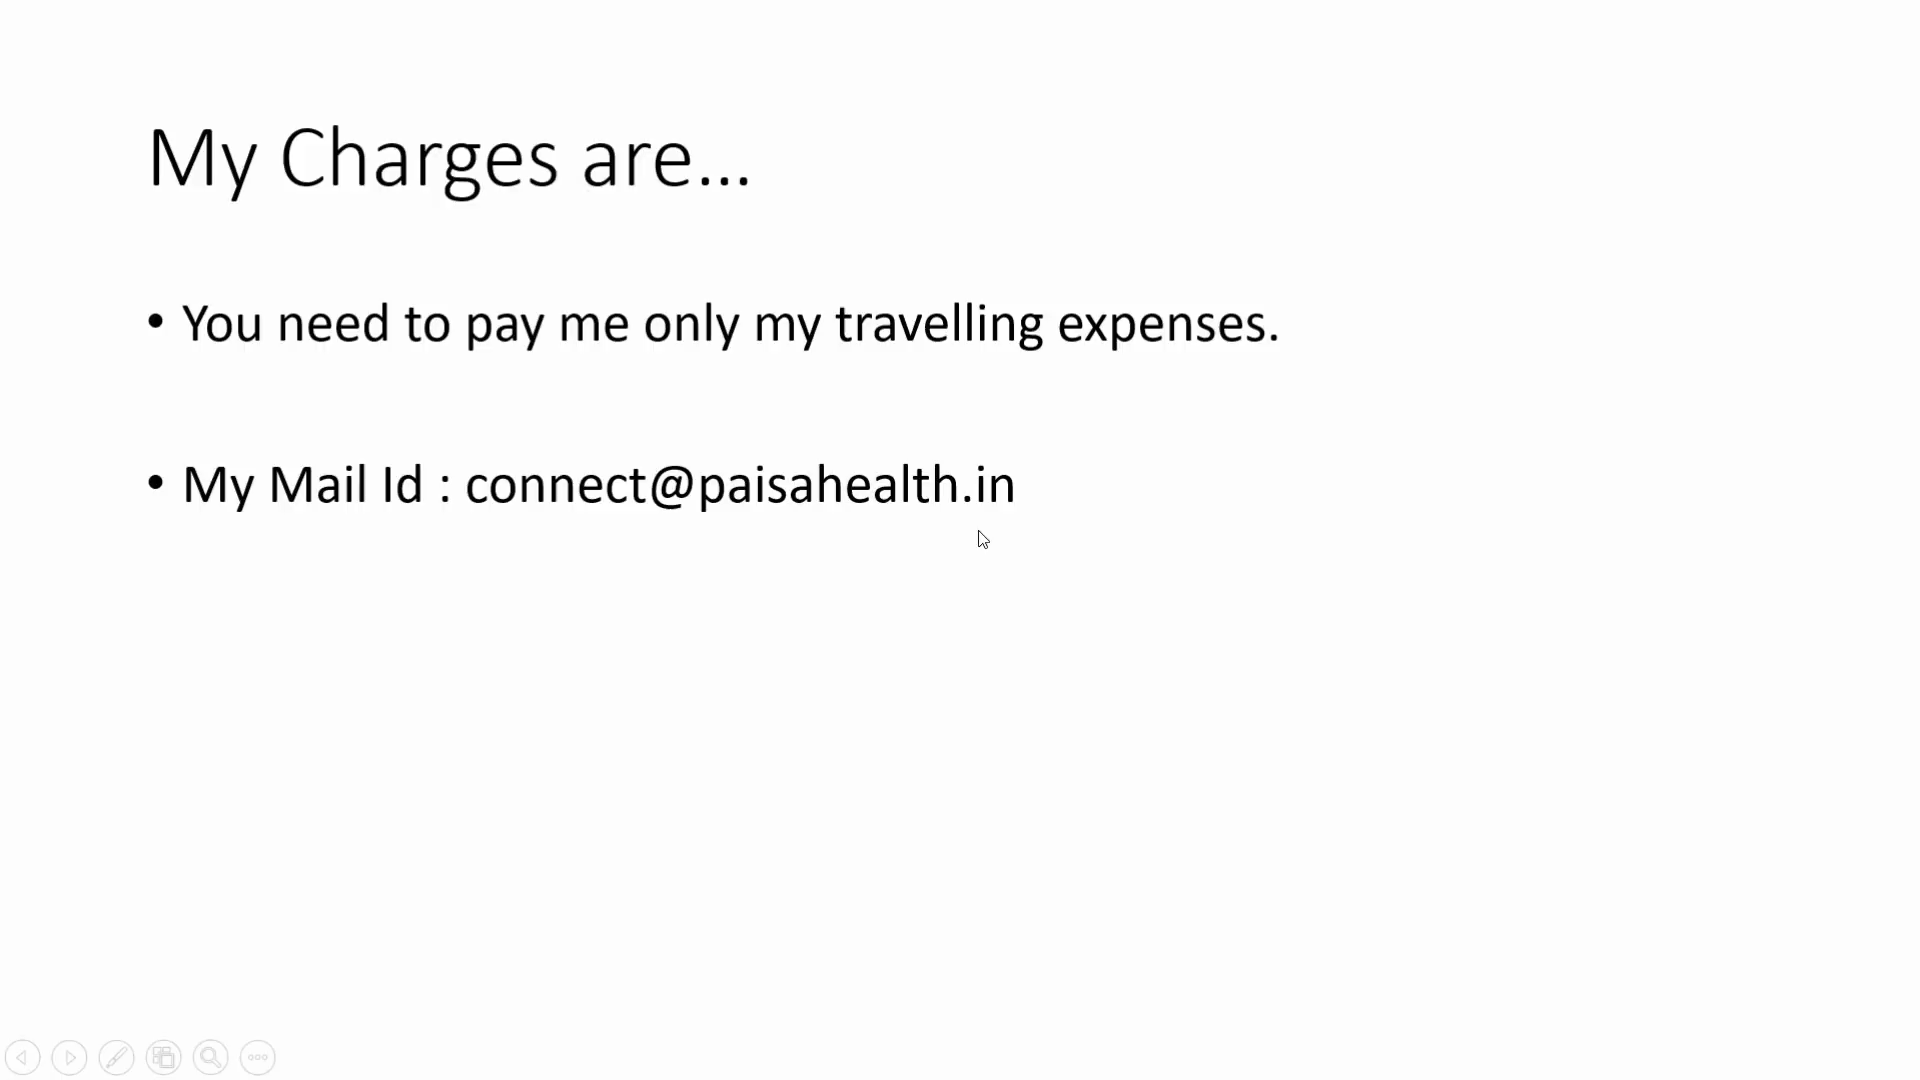 My Charges are...
• You need to pay me only my travelling expenses.
• My Mail Id : connect@paisahealth.in